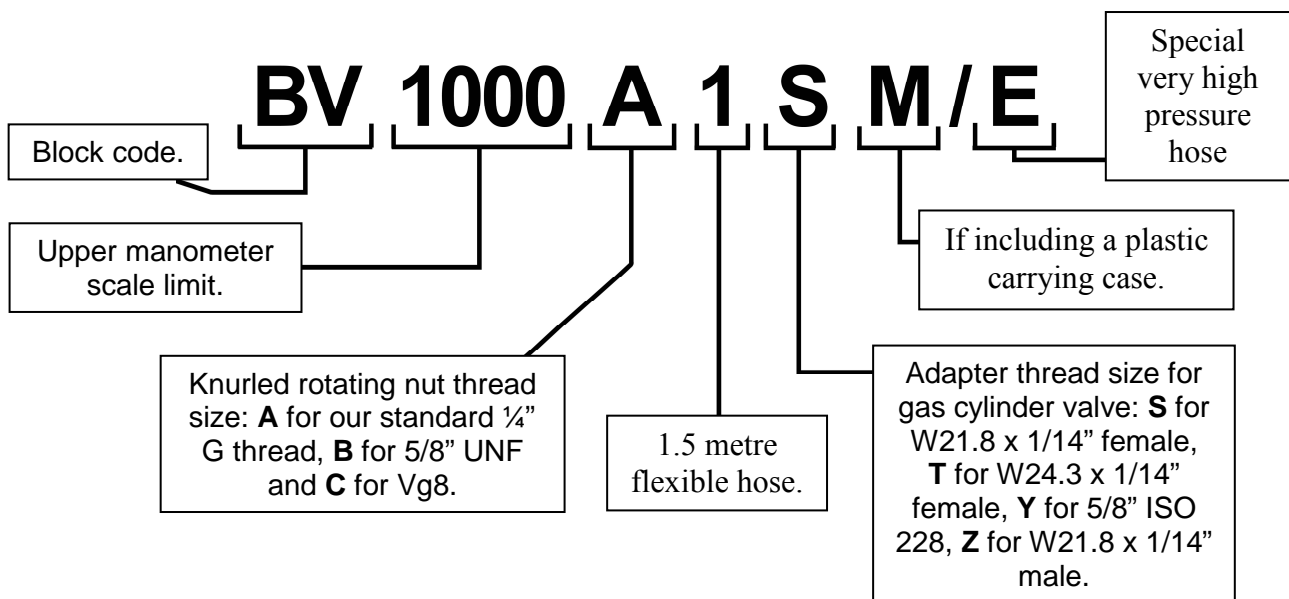 BV 1000 A 1 S M / E
Special
very high
pressure
hose
Block code.
Upper manometer
scale limit.
If including a plastic
carrying case.
Knurled rotating nut thread
size: A for our standard ¼”
G thread, B for 5/8” UNF
and C for Vg8.
1.5 metre
flexible hose.
Adapter thread size for
gas cylinder valve: S for
W21.8 x 1/14” female,
T for W24.3 x 1/14”
female, Y for 5/8” ISO
228, Z for W21.8 x 1/14”
male.